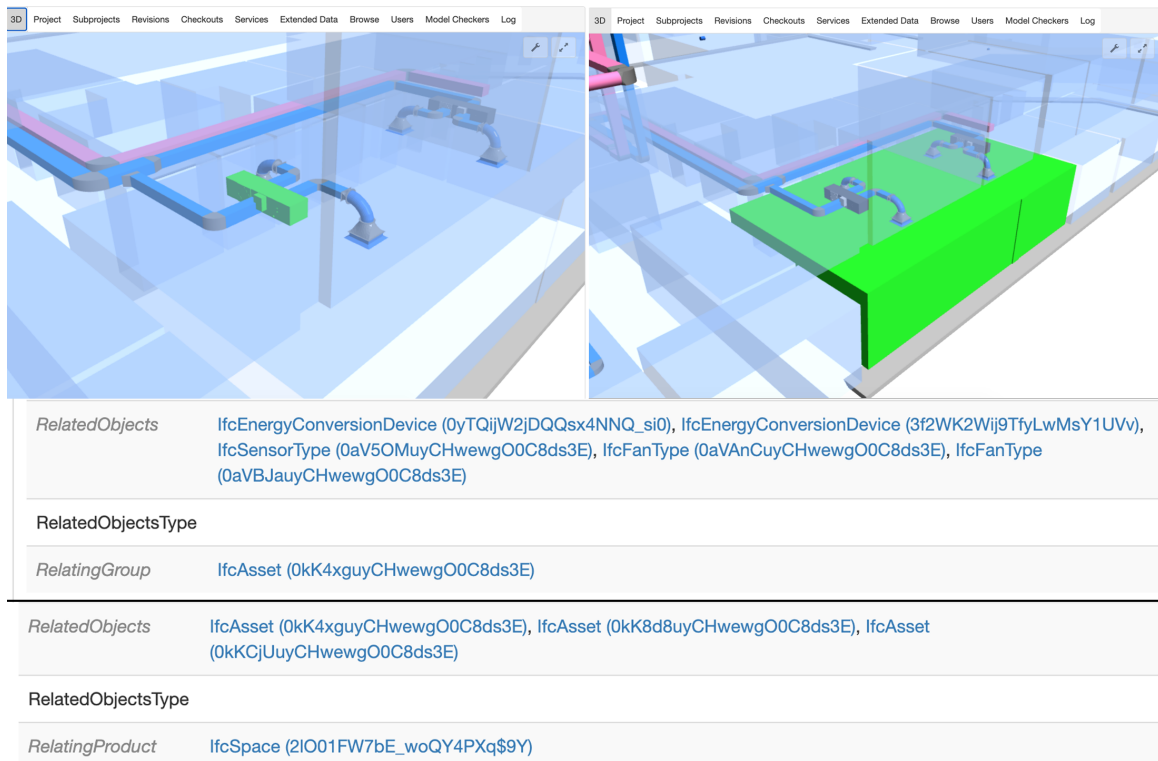 3D Project Subprojects Revisions Checkouts Services Extended Data Browse Users Model Checkers Log
3D Project Subprojects Revisions Checkouts Services Extended Data Browse Users Model Checkers Log
RelatedObjects IfcEnergyConversionDevice (0yTQijW2jDQQsx4NNQ_si0), IfcEnergyConversionDevice (3f2WK2Wij9TfyLwMsY1UVv),
IfcSensorType (0aV5OMuyCHwewgO0C8ds3E), IfcFanType (0aVAnCuyCHwewgO0C8ds3E), IfcFanType
(0aVBJauyCHwewgO0C8ds3E)
RelatedObjectsType
RelatingGroup IfcAsset (0kK4xguyCHwewgO0C8ds3E)
RelatedObjects IfcAsset (0kK4xguyCHwewgO0C8ds3E), IfcAsset (0kK8d8uyCHwewgO0C8ds3E), IfcAsset
(0kKCjUuyCHwewgO0C8ds3E)
RelatedObjectsType
RelatingProduct IfcSpace (2IO01FW7bE_woQY4PXq$9Y)